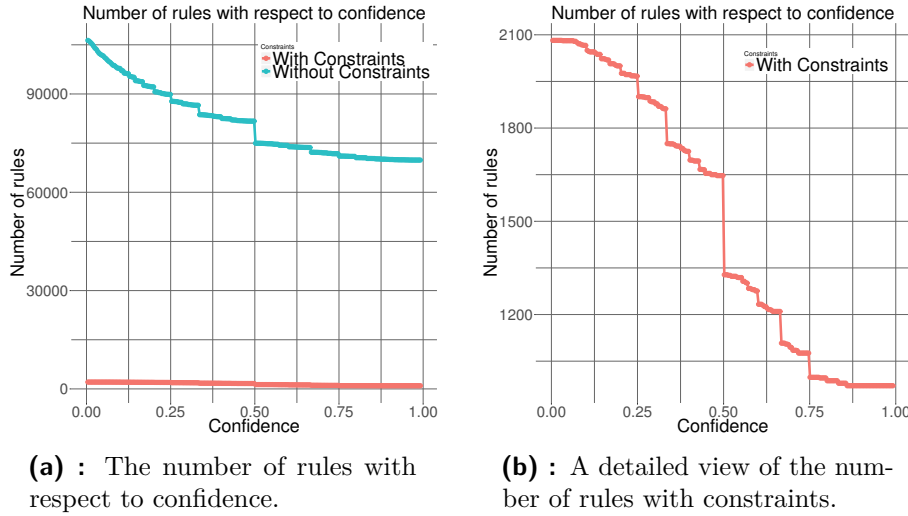 Number of rules with respect to confidence
Constraints
With Constraints
Without Constraints
90000
60000
30000
0
Number of rules
0.00 0.25 0.50 0.75 1.00
Confidence
(a) : The number of rules with
respect to confidence.
Number of rules with respect to confidence
Constraints
With Constraints
2100
1800
1500
1200
Number of rules
0.00 0.25 0.50 0.75 1.00
Confidence
(b) : A detailed view of the num-
ber of rules with constraints.